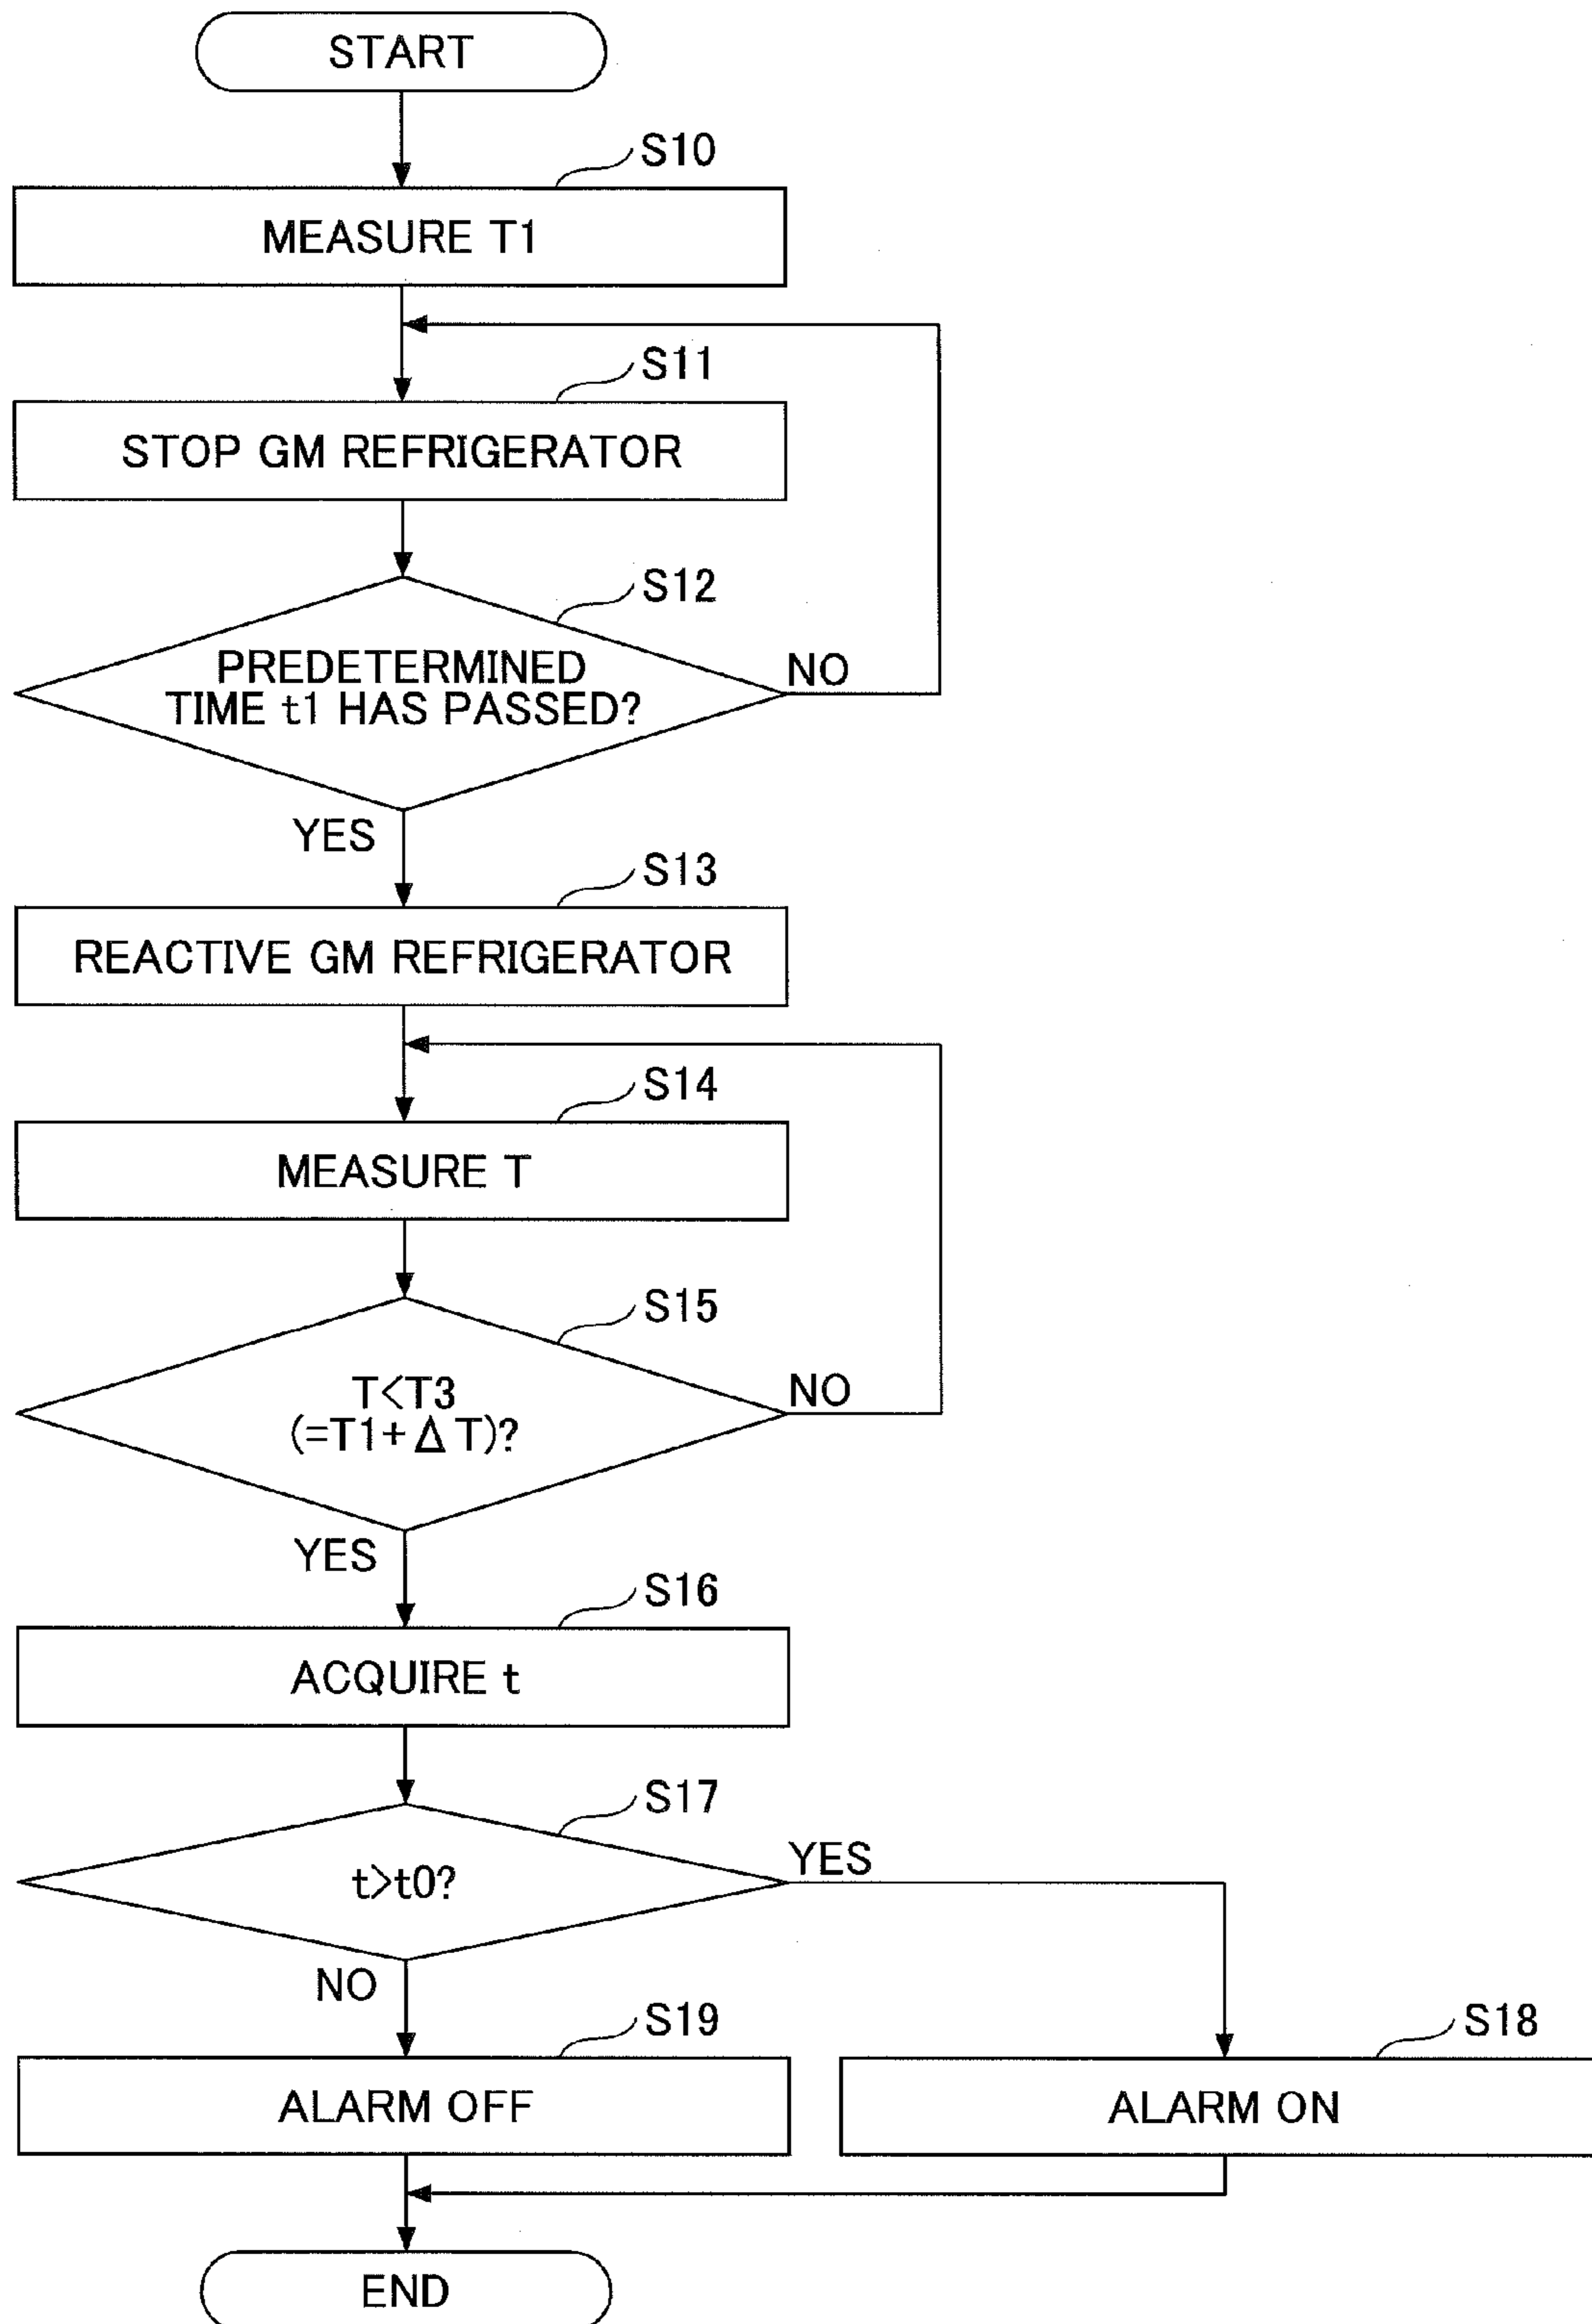 START
S10
MEASURE T1
S11
STOP GM REFRIGERATOR
S12
PREDETERMINED
TIME t1 HAS PASSED?
NO
YES
S13
REACTIVE GM REFRIGERATOR
S14
MEASURE T
S15
T<T3
(=T1+ΔT)?
NO
YES
S16
ACQUIRE t
S17
t>t0?
YES
NO
S19
S18
ALARM OFF
ALARM ON
END